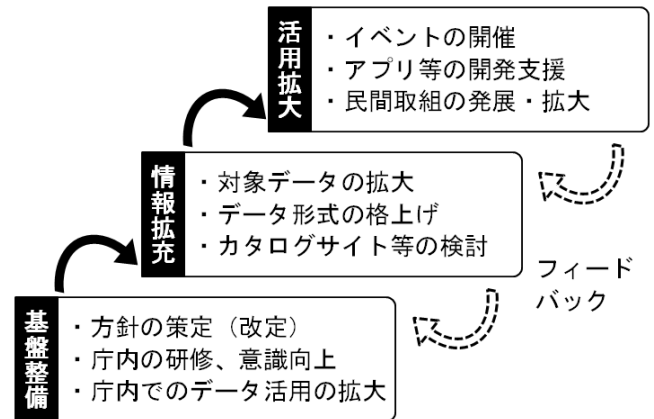 活用拡大
・イベントの開催
・アプリ等の開発支援
・民間取組の発展・拡大
情報拡充
・対象データの拡大
・データ形式の格上げ
・カタログサイト等の検討
フィード
バック
基盤整備
・方針の策定（改定）
・庁内の研修、意識向上
・庁内でのデータ活用の拡大